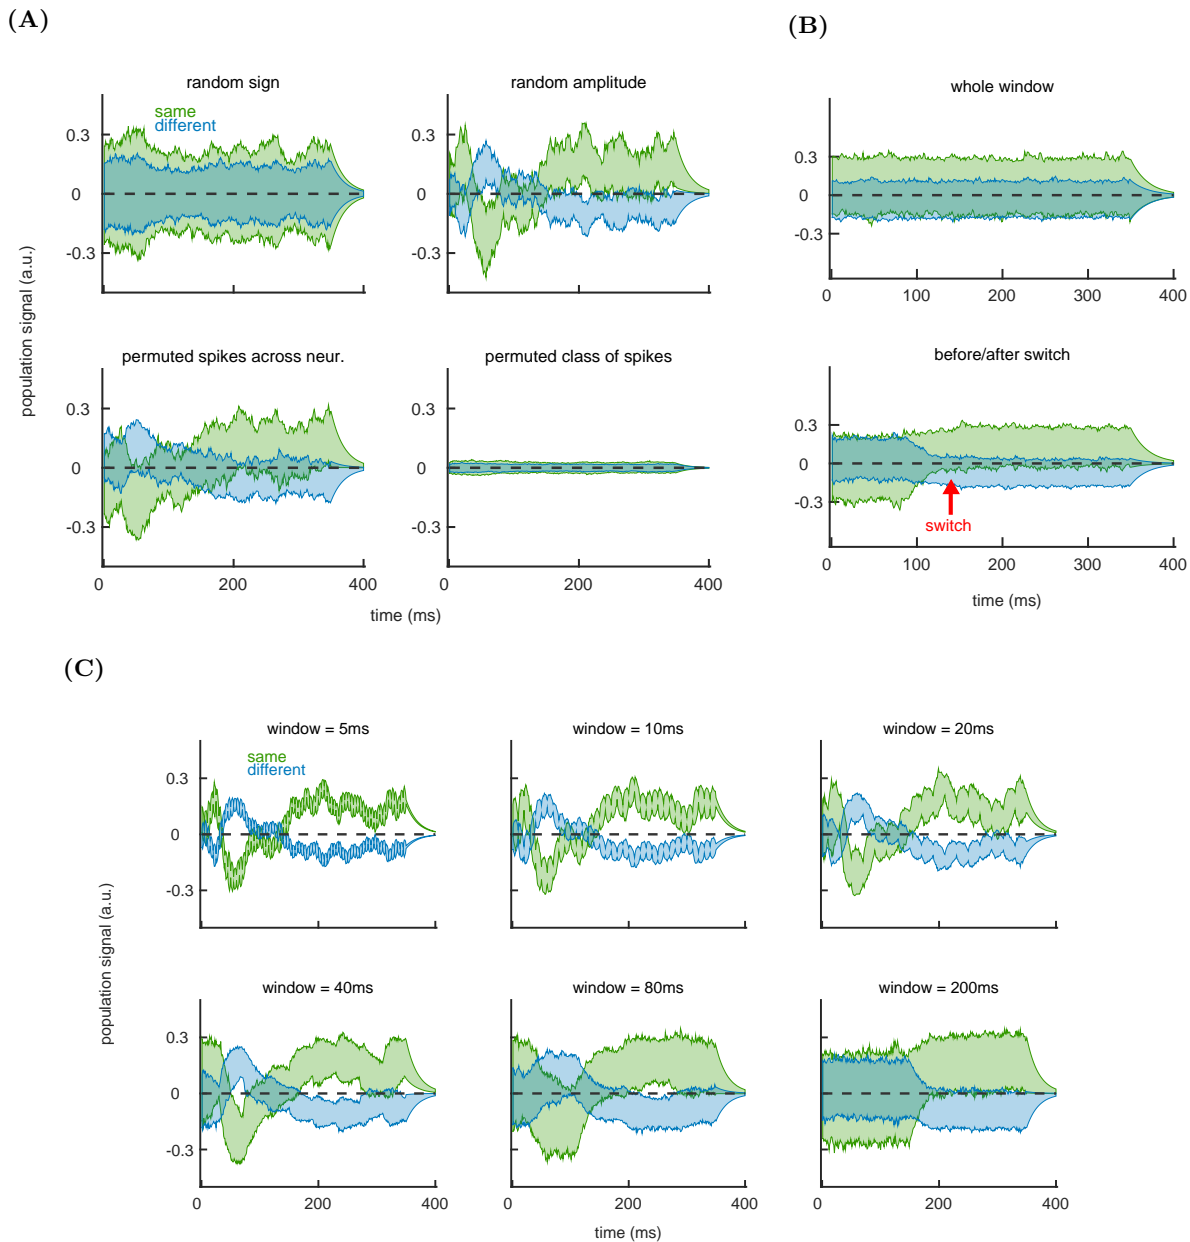 (A)
random sign
same
different
0.3
0
-0.3
random amplitude
0.3
0
-0.3
permuted spikes across neur.
0.3
0
-0.3
0
200
400
permuted class of spikes
0.3
0
-0.3
0
200
400
population signal (a.u.)
time (ms)
(B)
whole window
0.3
0
-0.3
0
100
200
300
400
before/after switch
0.3
0
-0.3
switch
0
100
200
300
400
time (ms)
(C)
window = 5ms
same
different
0.3
0
-0.3
window = 10ms
window = 20ms
window = 40ms
0.3
0
-0.3
0
200
400
window = 80ms
0
200
400
window = 200ms
0
200
400
population signal (a.u.)
time (ms)